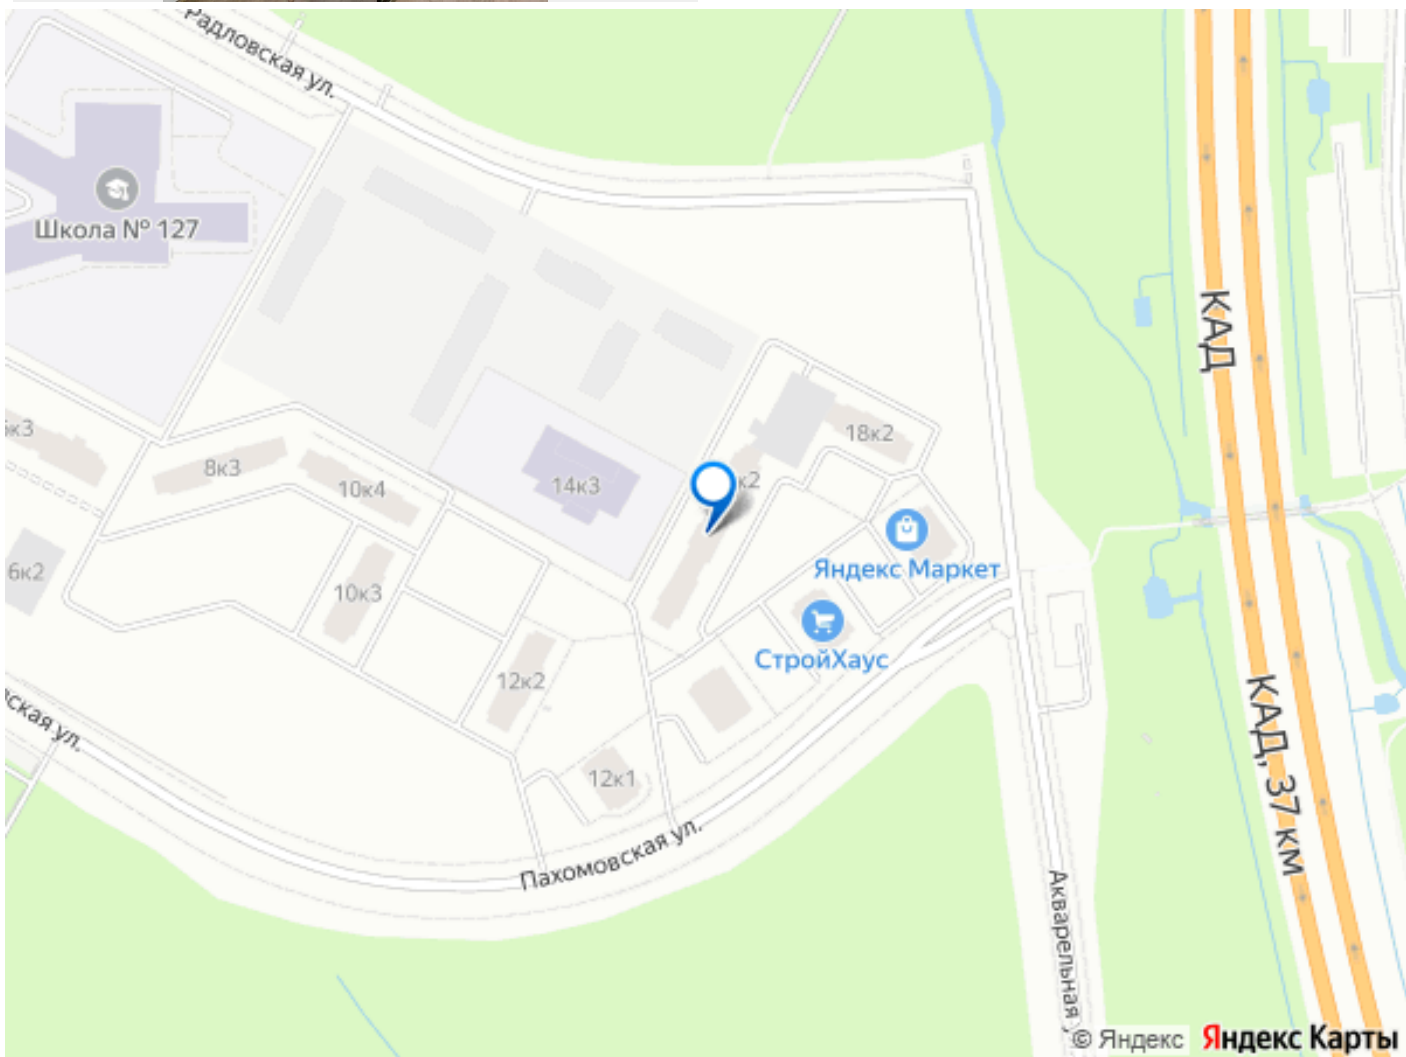 Радловская ул.
Школа № 127
КАД
18к2
8к3
10к4
14к3
к2
Яндекс Маркет
6к2
10к3
СтройХаус
12к2
КАД, 37 км
12к1
Пахомовская ул.
Акварельная
© Яндекс Яндекс Карты